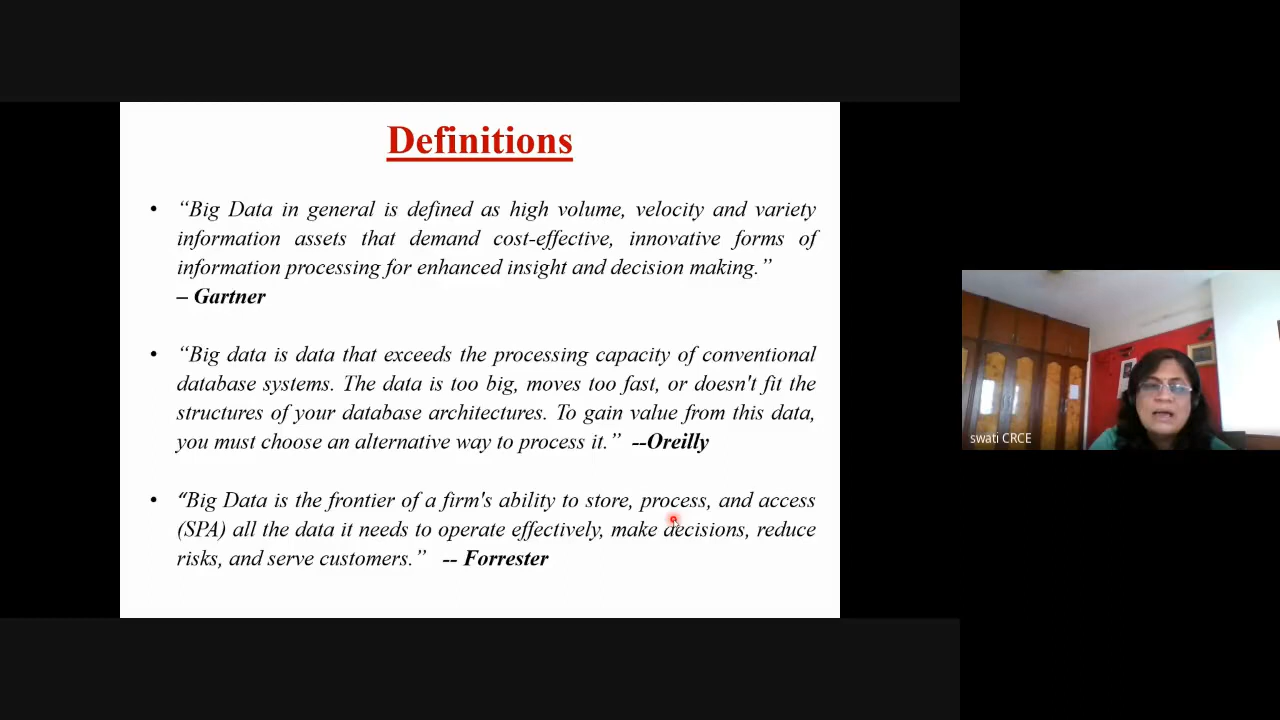 Definitions
• “Big Data in general is defined as high volume, velocity and variety
information assets that demand cost-effective, innovative forms of
information processing for enhanced insight and decision making.”
– Gartner
• “Big data is data that exceeds the processing capacity of conventional
database systems. The data is too big, moves too fast, or doesn't fit the
structures of your database architectures. To gain value from this data,
you must choose an alternative way to process it.” --Oreilly
• “Big Data is the frontier of a firm's ability to store, process, and access
(SPA) all the data it needs to operate effectively, make decisions, reduce
risks, and serve customers.” -- Forrester
swati CRCE